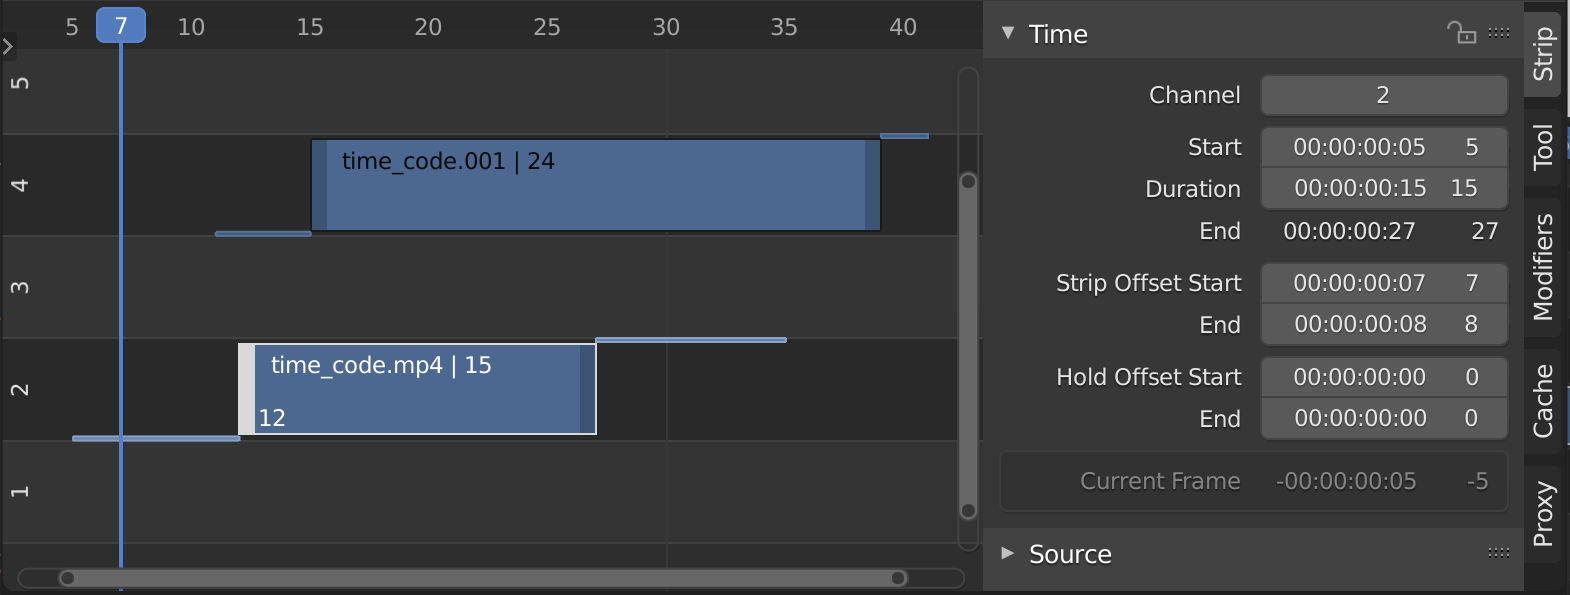 5 7 10 15 20 25 30 35 40
5
4
3
2
1
time_code.001 | 24
time_code.mp4 | 15
12
Time
Channel 2
Start 00:00:00:05 5
Duration 00:00:00:15 15
End 00:00:00:27 27
Strip Offset Start 00:00:00:07 7
End 00:00:00:08 8
Hold Offset Start 00:00:00:00 0
End 00:00:00:00 0
Current Frame -00:00:00:05 -5
Source
Strip
Tool
Modifiers
Cache
Proxy